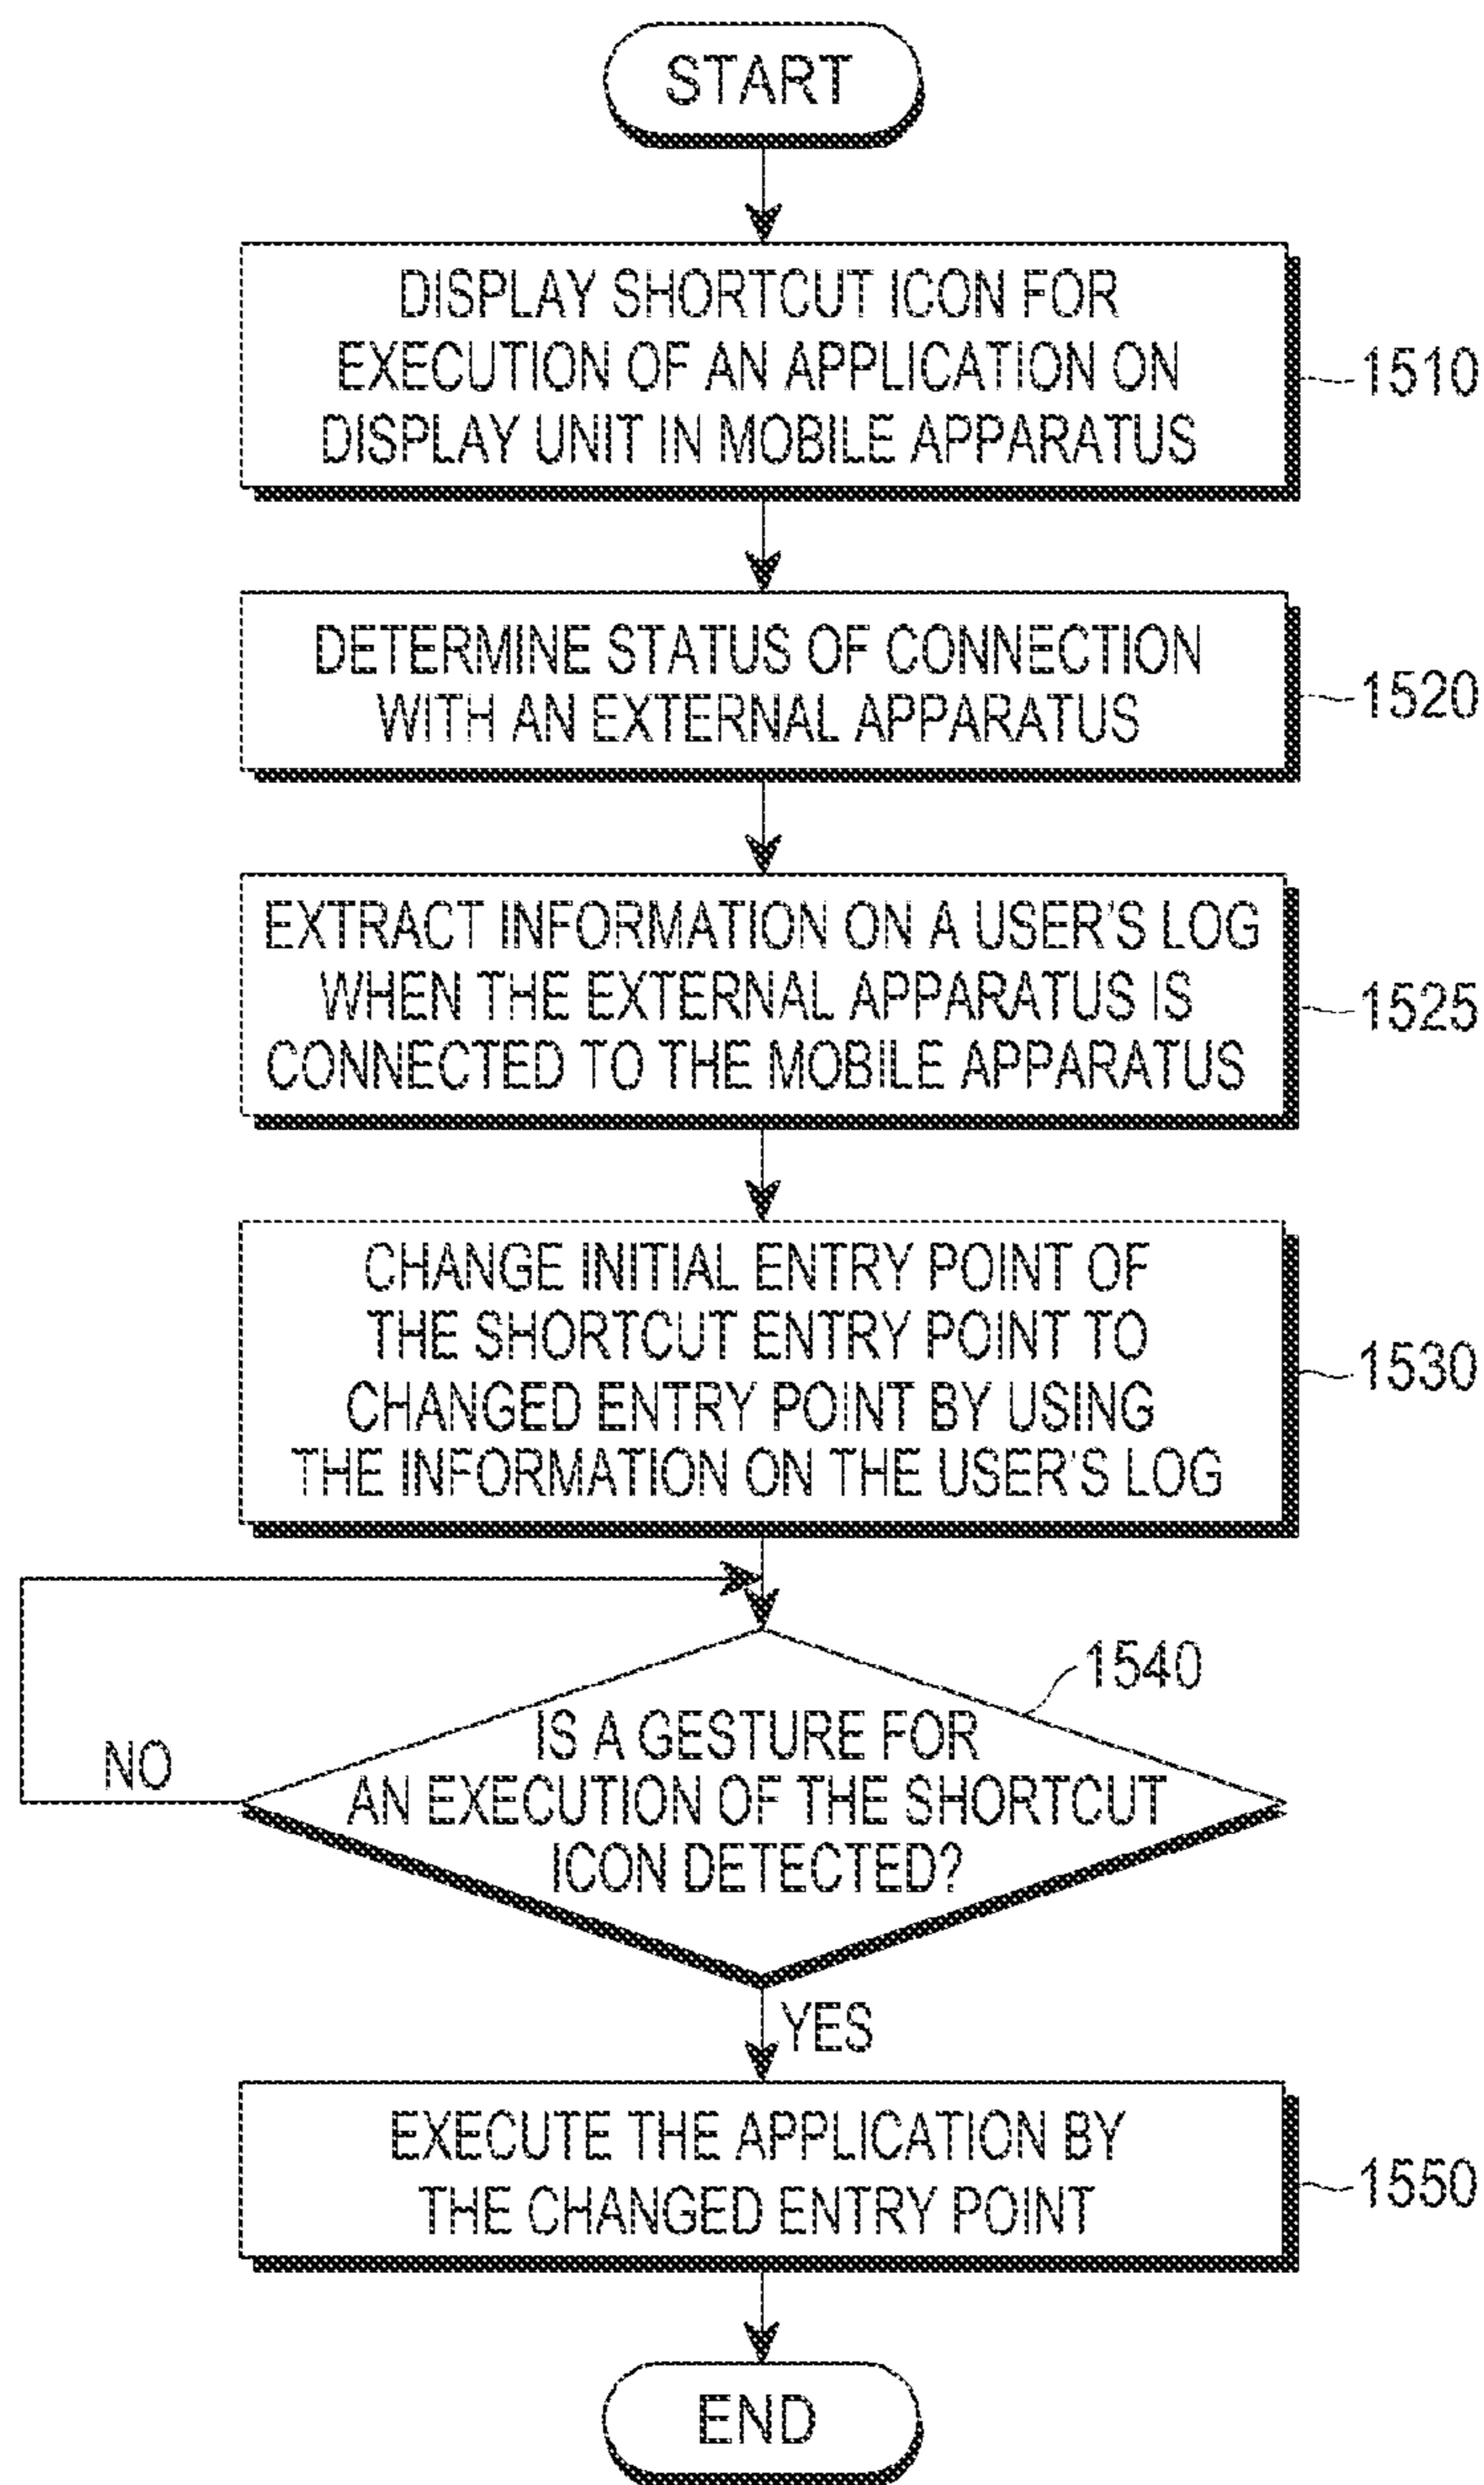 START
DISPLAY SHORTCUT ICON FOR
EXECUTION OF AN APPLICATION ON
DISPLAY UNIT IN MOBILE APPARATUS
1510
DETERMINE STATUS OF CONNECTION
WITH AN EXTERNAL APPARATUS
1520
EXTRACT INFORMATION ON A USER'S LOG
WHEN THE EXTERNAL APPARATUS IS
CONNECTED TO THE MOBILE APPARATUS
1525
CHANGE INITIAL ENTRY POINT OF
THE SHORTCUT ENTRY POINT TO
CHANGED ENTRY POINT BY USING
THE INFORMATION ON THE USER'S LOG
1530
1540
IS A GESTURE FOR
AN EXECUTION OF THE SHORTCUT
ICON DETECTED?
NO
YES
EXECUTE THE APPLICATION BY
THE CHANGED ENTRY POINT
1550
END